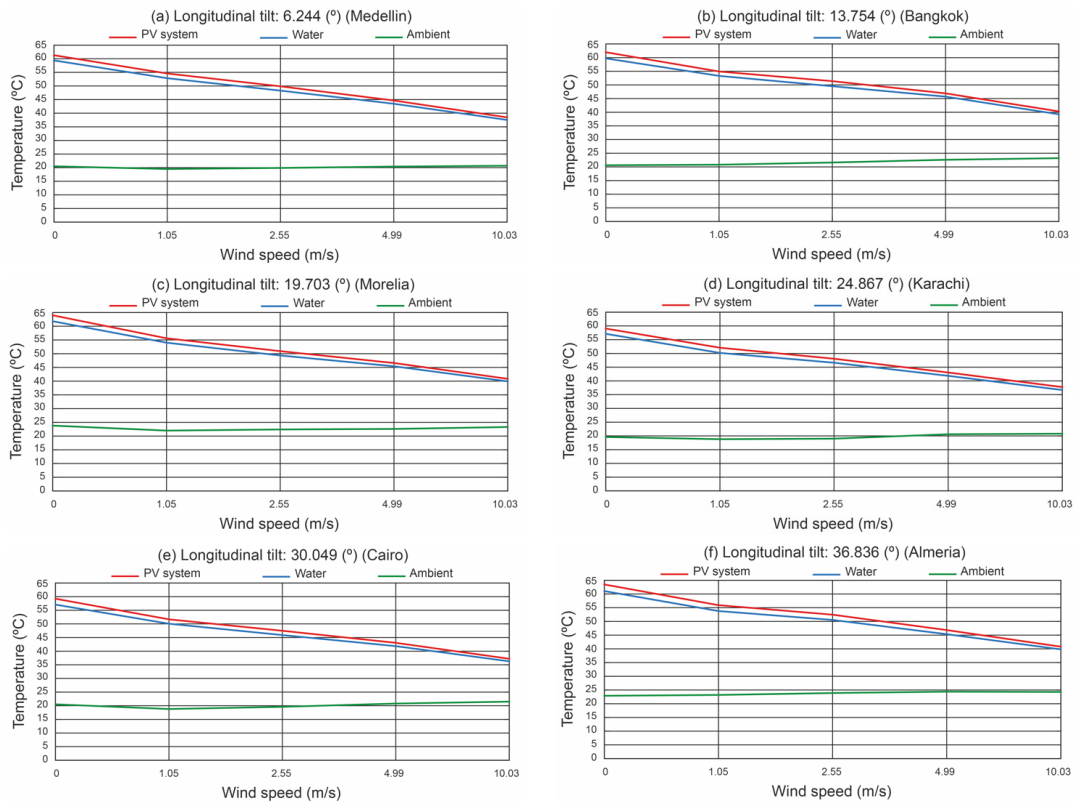 (a) Longitudinal tilt: 6.244 (º) (Medellin)
PV system Water Ambient
Temperature (ºC)
65
60
55
50
45
40
35
30
25
20
15
10
5
0
0 1.05 2.55 4.99 10.03
Wind speed (m/s)
(b) Longitudinal tilt: 13.754 (º) (Bangkok)
PV system Water Ambient
Temperature (ºC)
65
60
55
50
45
40
35
30
25
20
15
10
5
0
0 1.05 2.55 4.99 10.03
Wind speed (m/s)
(c) Longitudinal tilt: 19.703 (º) (Morelia)
PV system Water Ambient
Temperature (ºC)
65
60
55
50
45
40
35
30
25
20
15
10
5
0
0 1.05 2.55 4.99 10.03
Wind speed (m/s)
(d) Longitudinal tilt: 24.867 (º) (Karachi)
PV system Water Ambient
Temperature (ºC)
65
60
55
50
45
40
35
30
25
20
15
10
5
0
0 1.05 2.55 4.99 10.03
Wind speed (m/s)
(e) Longitudinal tilt: 30.049 (º) (Cairo)
PV system Water Ambient
Temperature (ºC)
65
60
55
50
45
40
35
30
25
20
15
10
5
0
0 1.05 2.55 4.99 10.03
Wind speed (m/s)
(f) Longitudinal tilt: 36.836 (º) (Almeria)
PV system Water Ambient
Temperature (ºC)
65
60
55
50
45
40
35
30
25
20
15
10
5
0
0 1.05 2.55 4.99 10.03
Wind speed (m/s)